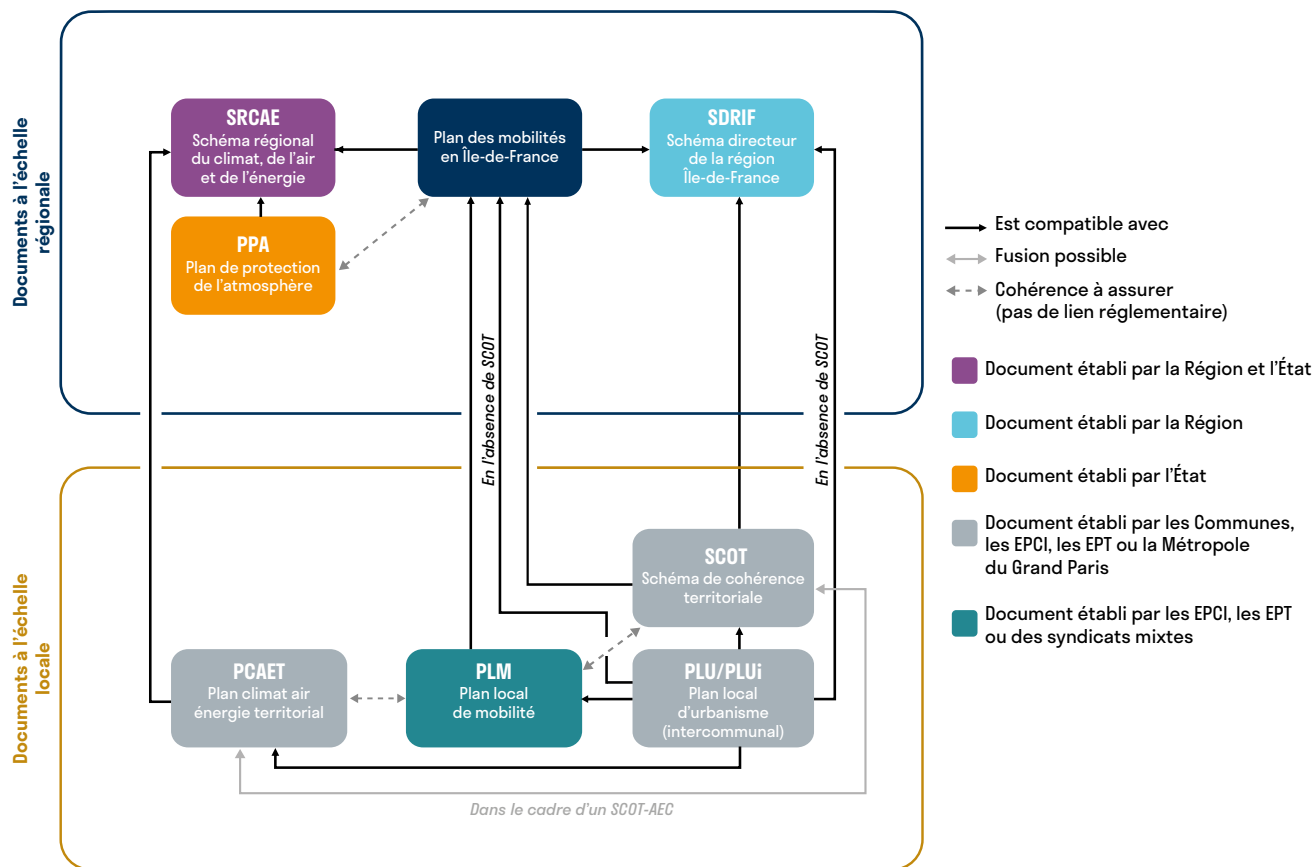 Documents à l'échelle
régionale
SRCAE
Schéma régional
du climat, de l'air
et de l'énergie
Plan des mobilités
en Île-de-France
SDRIF
Schéma directeur
de la région
Île-de-France
PPA
Plan de protection
de l'atmosphère
En l'absence de SCOT
En l'absence de SCOT
Documents à l'échelle
locale
SCOT
Schéma de cohérence
territoriale
PCAET
Plan climat air
énergie territorial
PLM
Plan local
de mobilité
PLU/PLUi
Plan local
d'urbanisme
(intercommunal)
Dans le cadre d'un SCOT-AEC
Est compatible avec
Fusion possible
Cohérence à assurer
(pas de lien réglementaire)
Document établi par la Région et l'État
Document établi par la Région
Document établi par l'État
Document établi par les Communes,
les EPCI, les EPT ou la Métropole
du Grand Paris
Document établi par les EPCI, les EPT
ou des syndicats mixtes